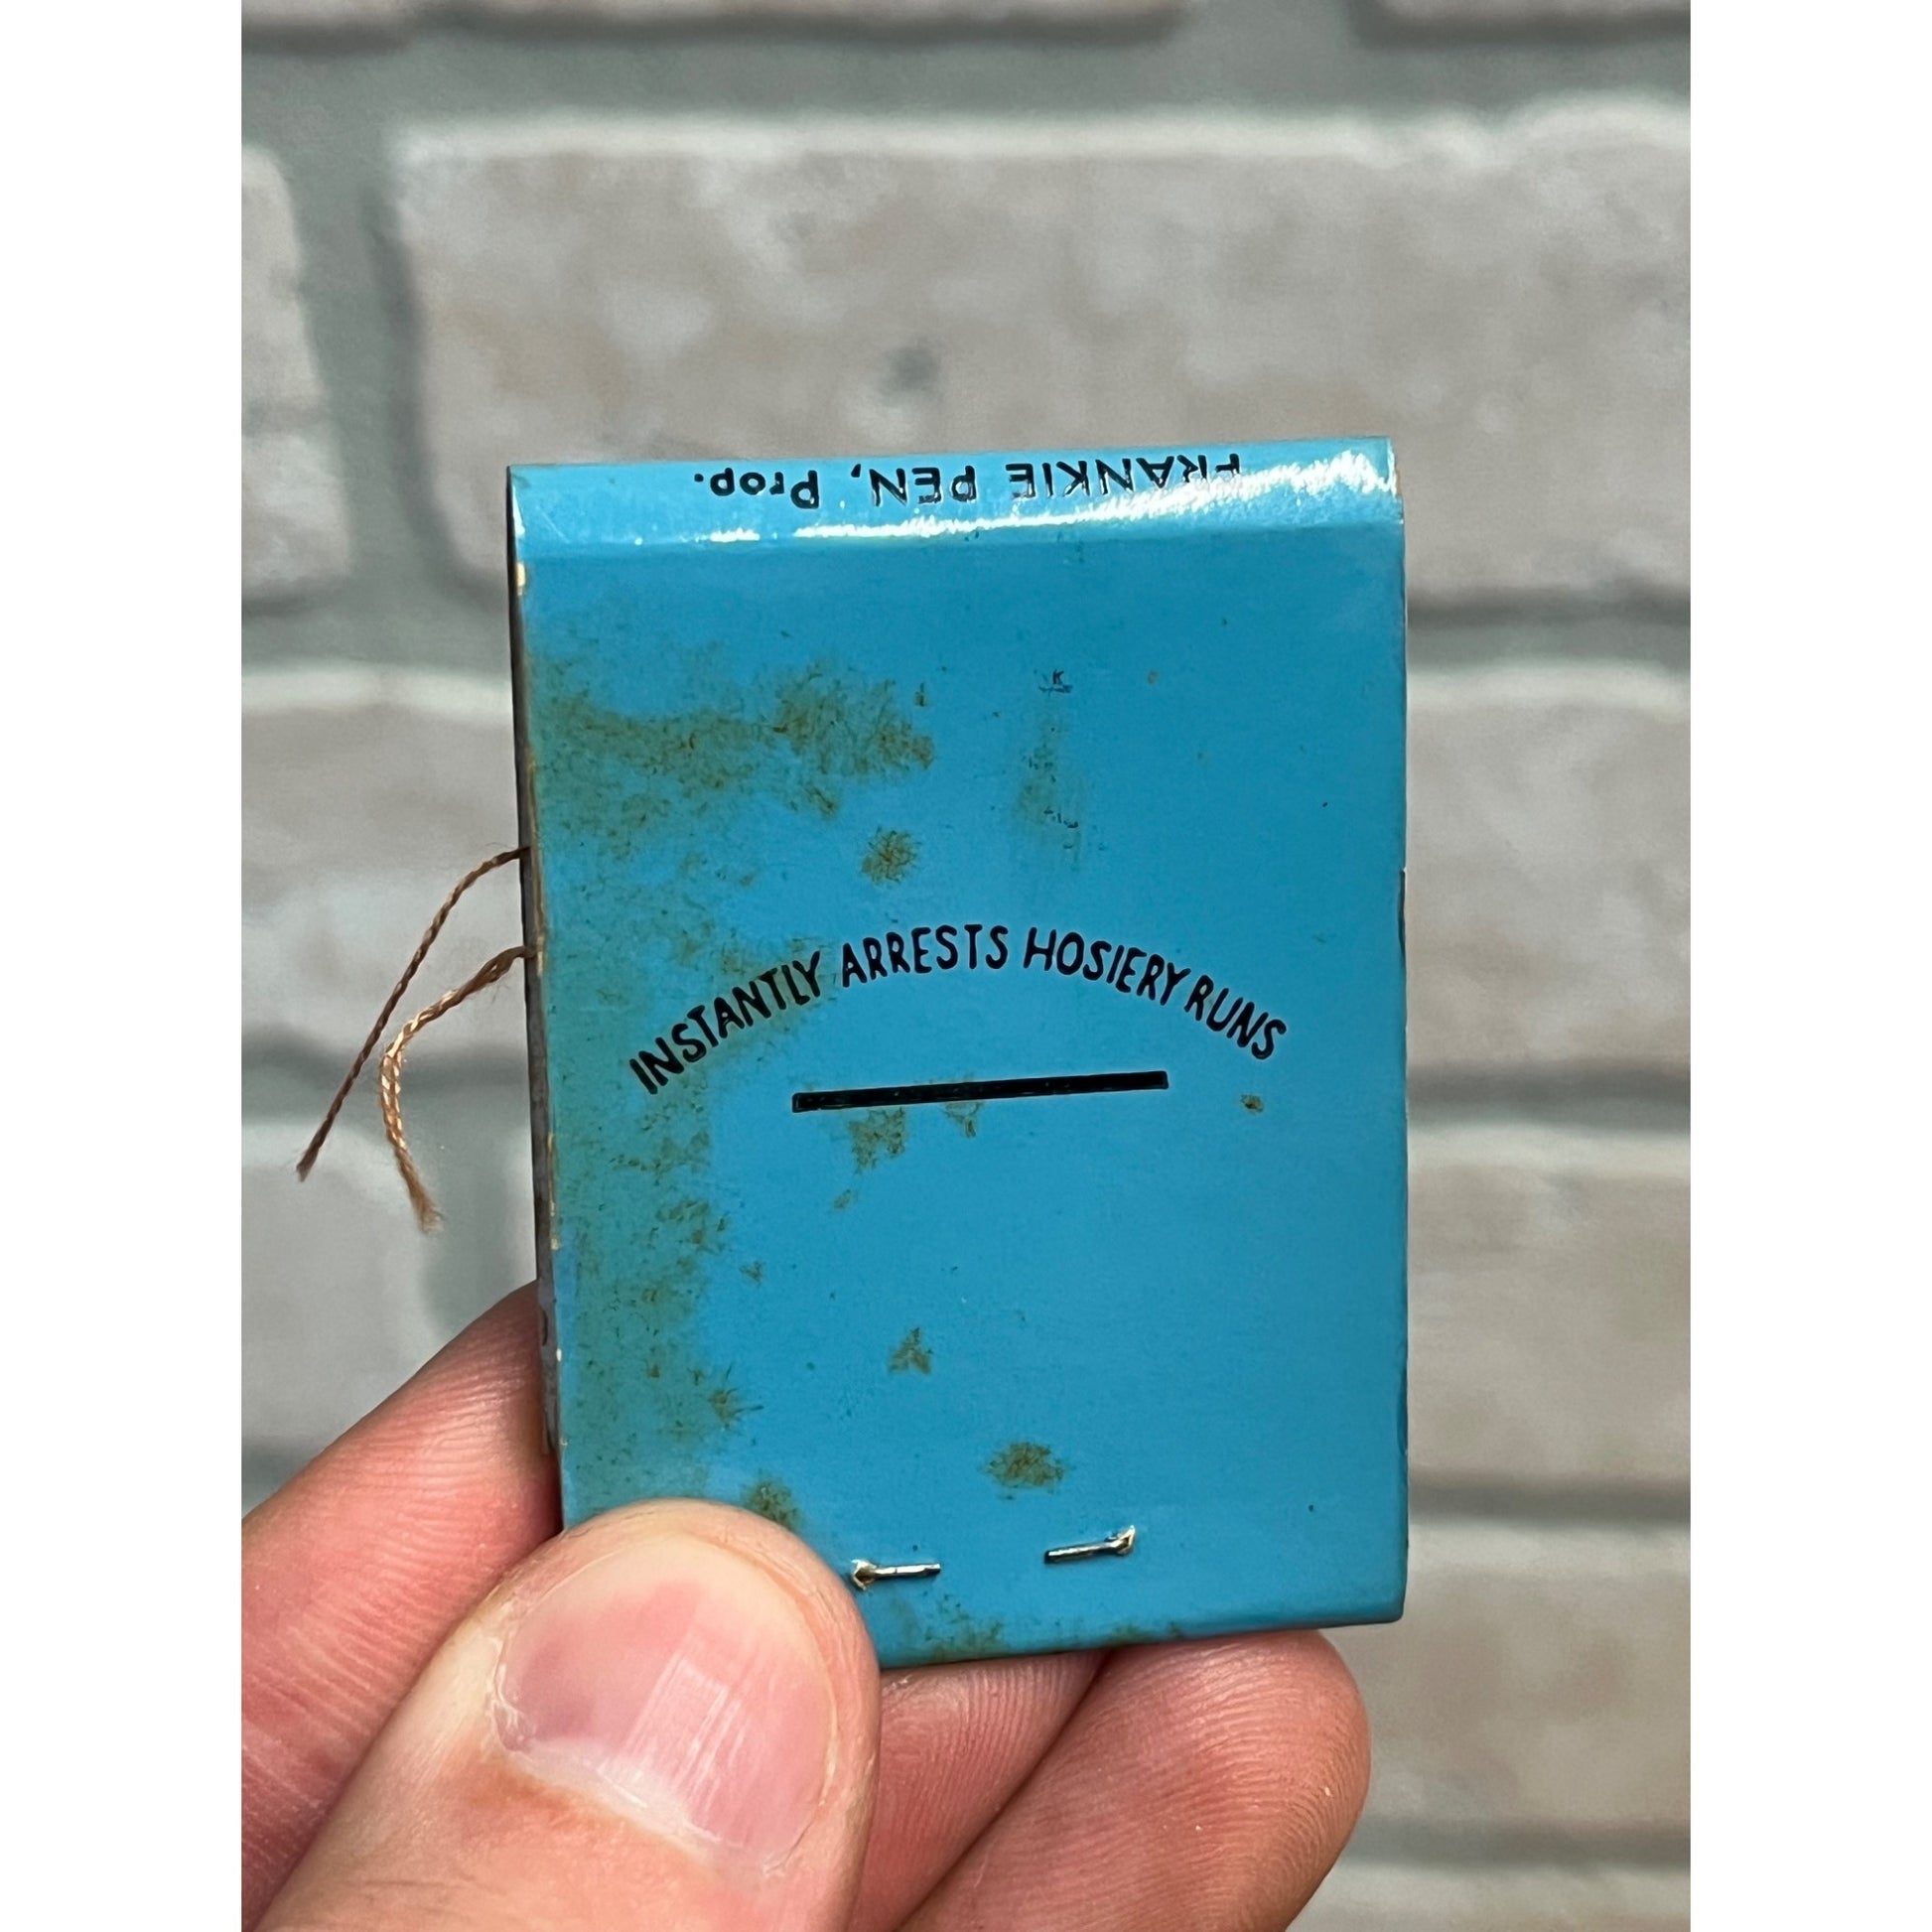 FRANKIE PEN, Prop.
INSTANTLY ARRESTS HOSIERY RUNS